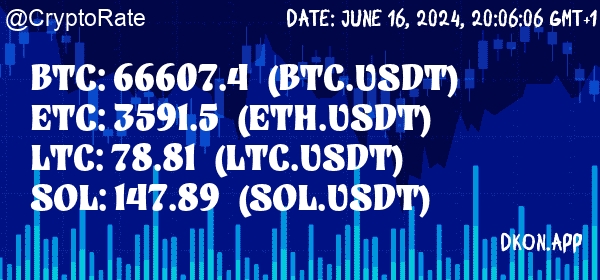 @CryptoRate
DATE: JUNE 16, 2024, 20:06:06 GMT+1
BTC: 66607.4 (BTC.USDT)
ETC: 3591.5 (ETH.USDT)
LTC: 78.81 (LTC.USDT)
SOL: 147.89 (SOL.USDT)
DKON.APP